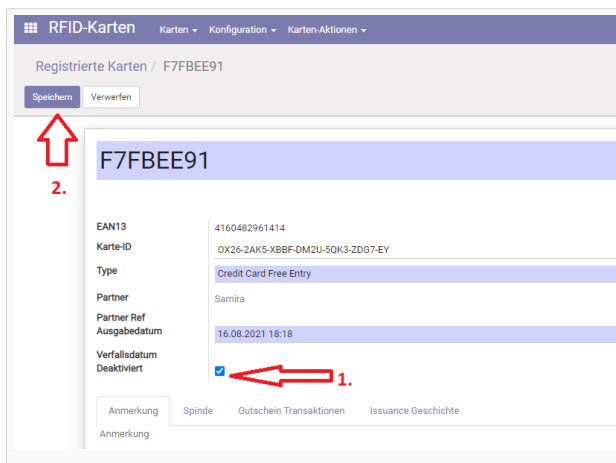 RFID-Karten Karten Konfiguration Karten-Aktionen
Registrierte Karten / F7FBEE91
Speichern Verwerfen
F7FBEE91
2.
EAN13 4160482961414
Karte-ID OX26-2AK5-XBBF-DM2U-5QK3-ZDG7-EY
Type Credit Card Free Entry
Partner Samira
Partner Ref
Ausgabedatum 16.08.2021 18:18
Verfallsdatum
Deaktiviert 1.
Anmerkung Spinde Gutschein Transaktionen Issuance Geschichte
Anmerkung